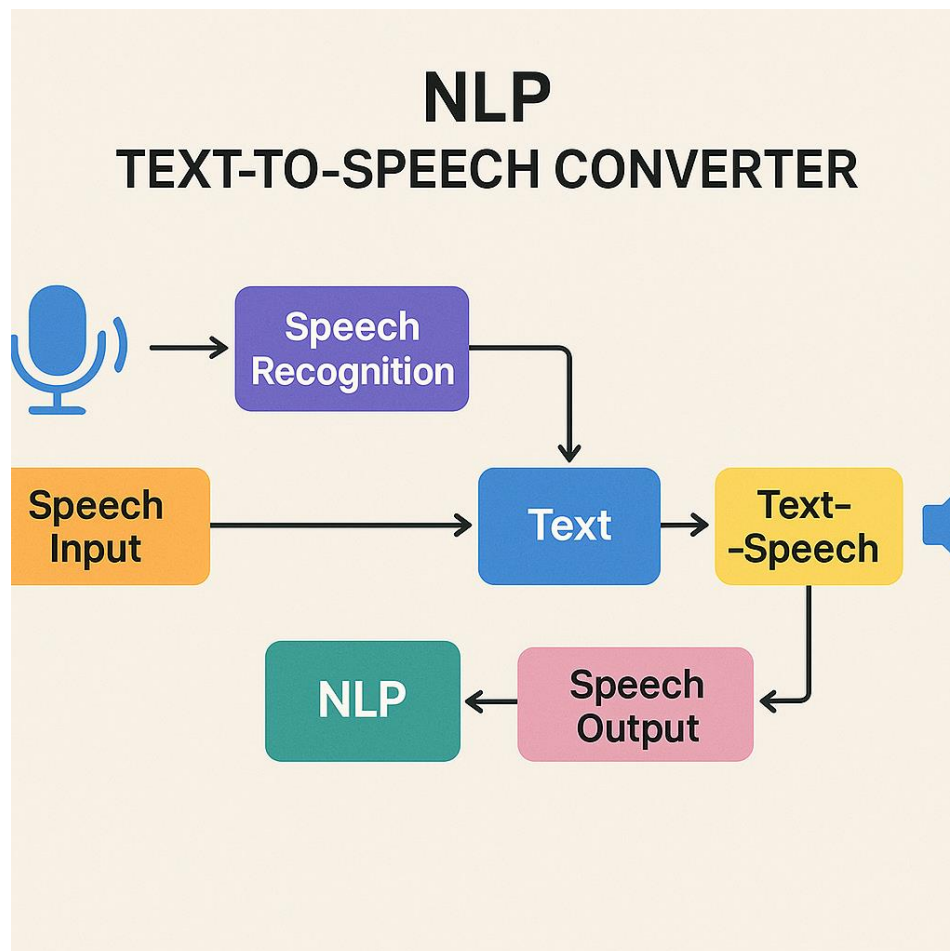 NLP
TEXT-TO-SPEECH CONVERTER
Speech
Recognition
Speech
Input
Text
Text-
-Speech
NLP
Speech
Output